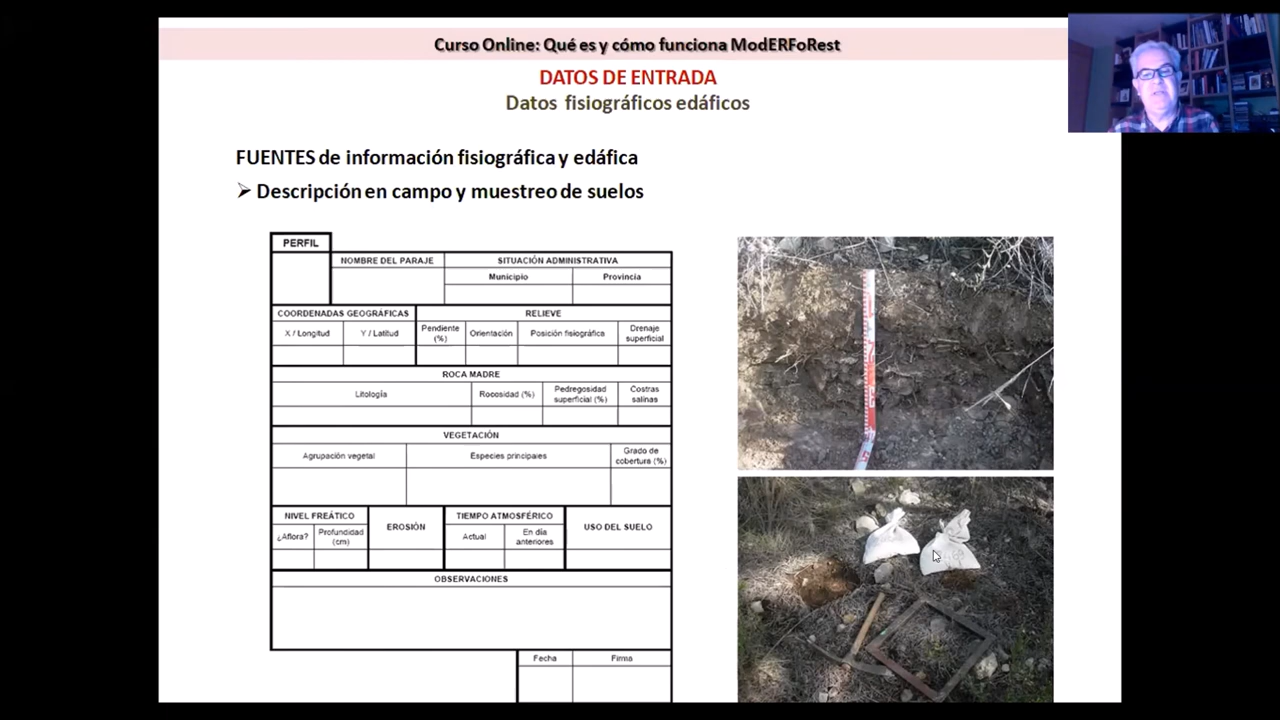 Curso Online: Qué es y cómo funciona ModERFoRest
DATOS DE ENTRADA
Datos fisiográficos edáficos
FUENTES de información fisiográfica y edáfica
➢ Descripción en campo y muestreo de suelos
PERFIL
NOMBRE DEL PARAJE
SITUACIÓN ADMINISTRATIVA
Municipio
Provincia
COORDENADAS GEOGRÁFICAS
RELIEVE
X / Longitud
Y / Latitud
Pendiente
(%)
Orientación
Posición fisiográfica
Drenaje
superficial
ROCA MADRE
Litología
Rocosidad (%)
Pedregosidad
superficial (%)
Costras
salinas
VEGETACIÓN
Agrupación vegetal
Especies principales
Grado de
cobertura (%)
NIVEL FREÁTICO
EROSIÓN
TIEMPO ATMOSFÉRICO
USO DEL SUELO
¿Aflora?
Profundidad
(cm)
Actual
En día
anteriores
OBSERVACIONES
Fecha
Firma